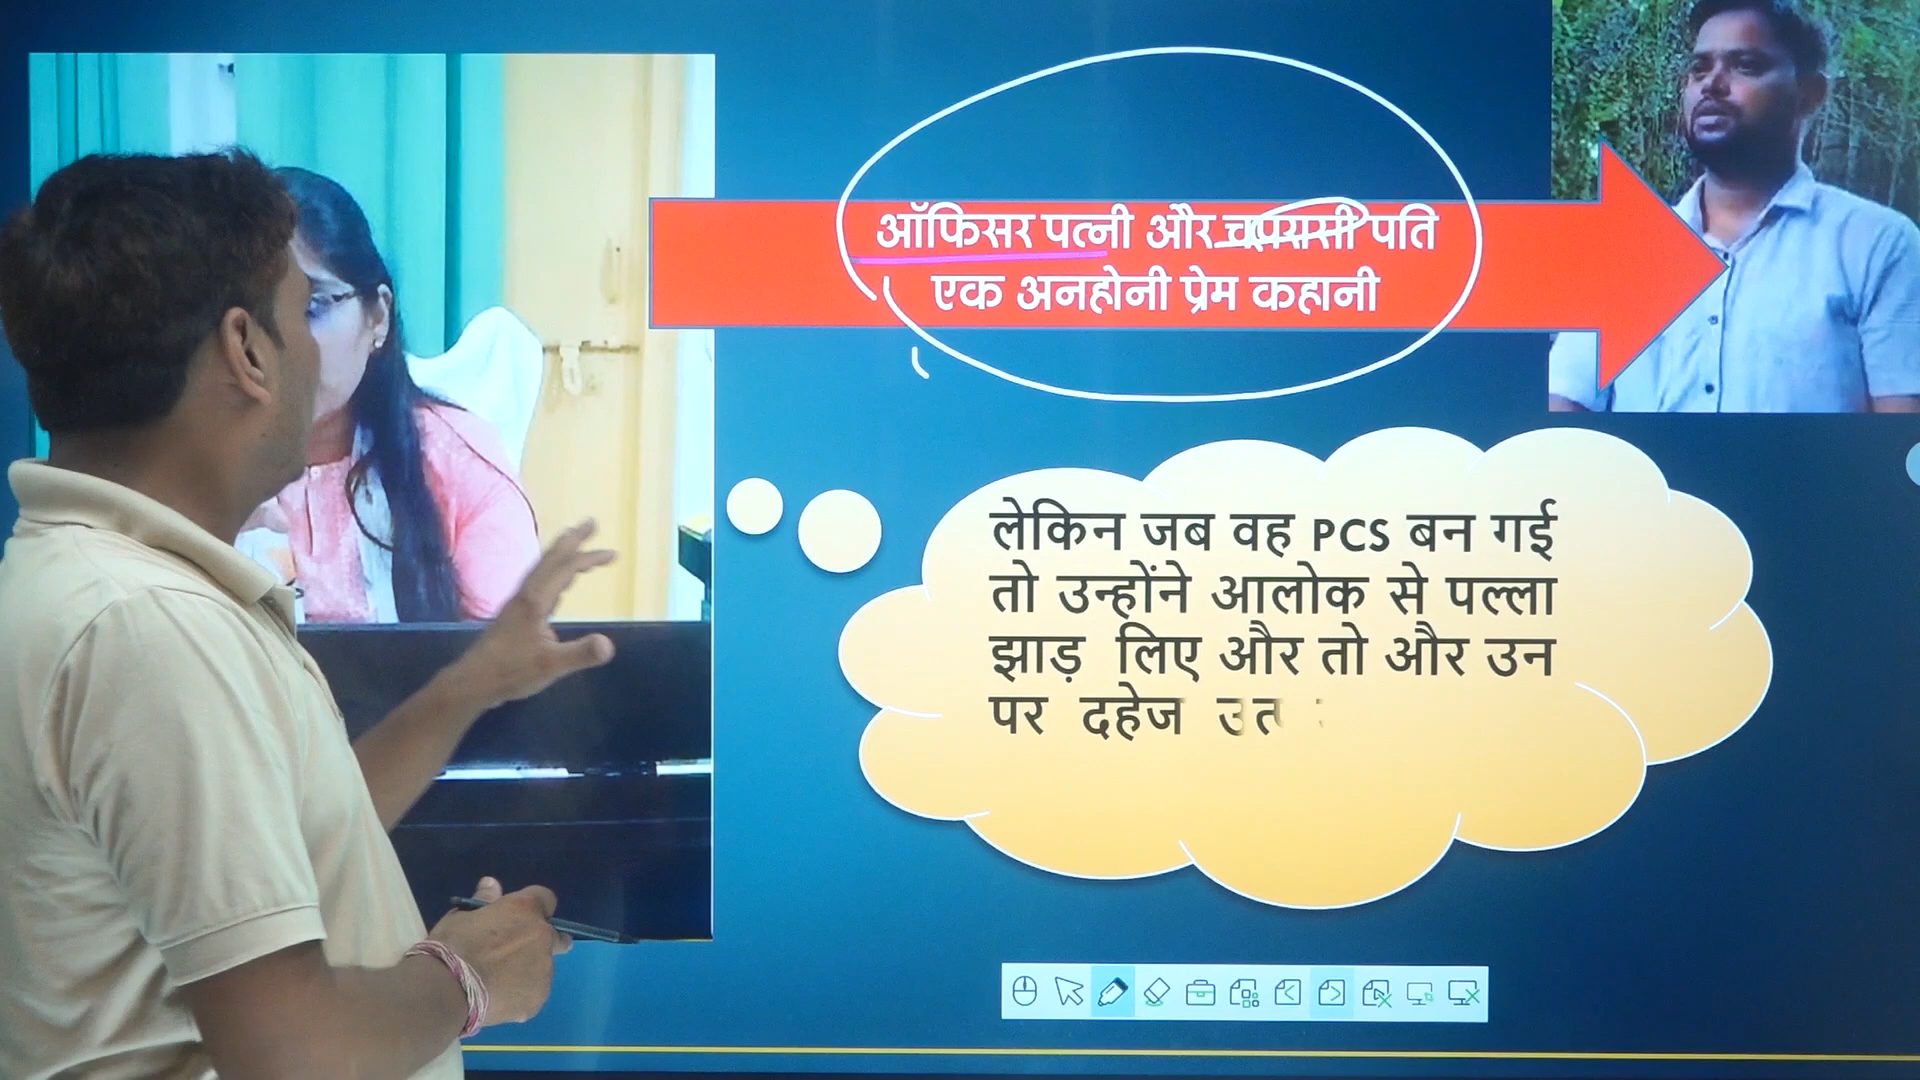 ऑफिसर पत्नी और चपरासी पति
एक अनहोनी प्रेम कहानी
लेकिन जब वह PCS बन गई
तो उन्होंने आलोक से पल्ला
झाड़ लिए और तो और उन
पर दहेज